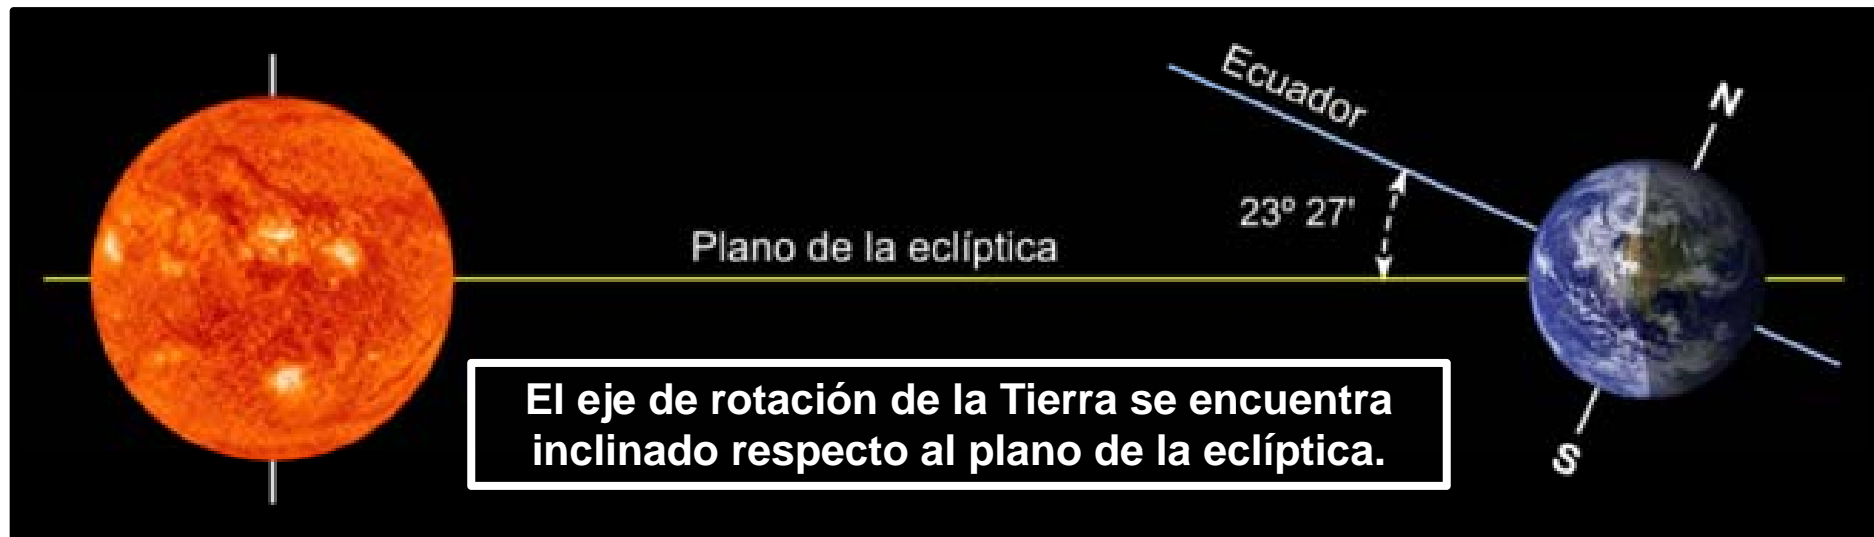 Ecuador
N
23º 27'
Plano de la eclíptica
El eje de rotación de la Tierra se encuentra
inclinado respecto al plano de la eclíptica.
S